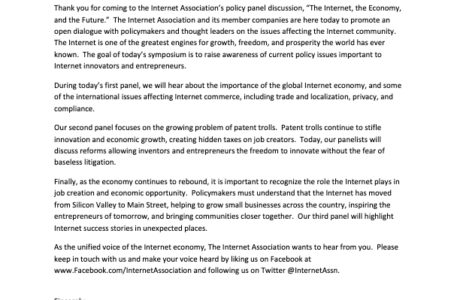 Thank you for coming to the Internet Association's policy panel discussion, "The Internet, the Economy,
and the Future." The Internet Association and its member companies are here today to promote an
open dialogue with policymakers and thought leaders on the issues affecting the Internet community.
The Internet is one of the greatest engines for growth, freedom, and prosperity the world has ever
known. The goal of today's symposium is to raise awareness of current policy issues important to
Internet innovators and entrepreneurs.
During today's first panel, we will hear about the importance of the global Internet economy, and some
of the international issues affecting Internet commerce, including trade and localization, privacy, and
compliance.
Our second panel focuses on the growing problem of patent trolls. Patent trolls continue to stifle
innovation and economic growth, creating hidden taxes on job creators. Today, our panelists will
discuss reforms allowing inventors and entrepreneurs the freedom to innovate without the fear of
baseless litigation.
Finally, as the economy continues to rebound, it is important to recognize the role the Internet plays in
job creation and economic opportunity. Policymakers must understand that the Internet has moved
from Silicon Valley to Main Street, helping to grow small businesses across the country, inspiring the
entrepreneurs of tomorrow, and bringing communities closer together. Our third panel will highlight
Internet success stories in unexpected places.
As the unified voice of the Internet economy, The Internet Association wants to hear from you. Please
keep in touch with us and make your voice heard by liking us on Facebook at
www.Facebook.com/InternetAssociation and following us on Twitter @InternetAssn.